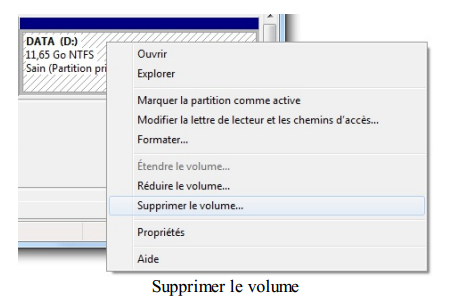 DATA (D:)
11,65 Go NTFS
Sain (Partition pri
Ouvrir
Explorer
Marquer la partition comme active
Modifier la lettre de lecteur et les chemins d'accès...
Formater...
Étendre le volume...
Réduire le volume...
Supprimer le volume...
Propriétés
Aide
Supprimer le volume